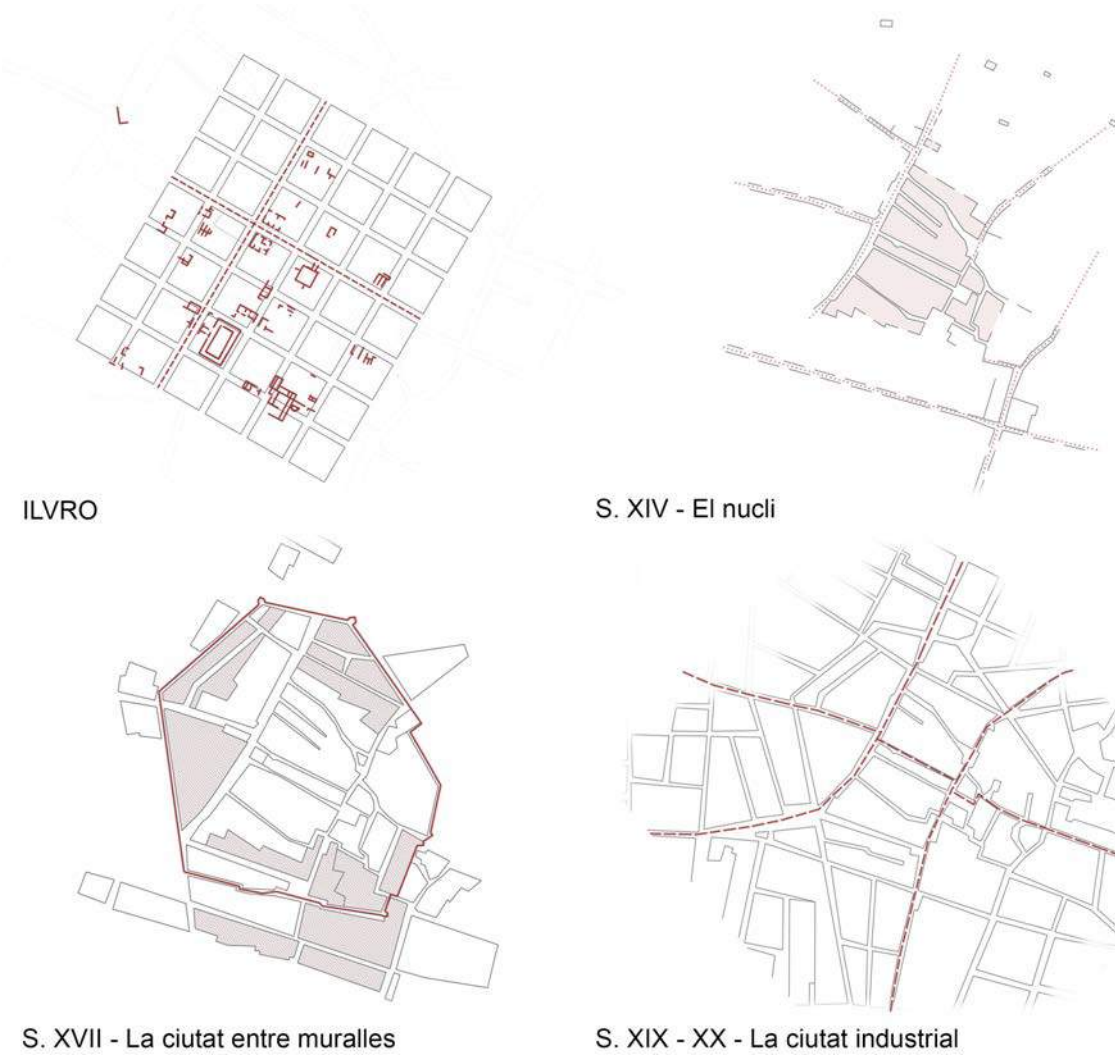 ILVRO
S. XIV - El nucli
S. XVII - La ciutat entre muralles
S. XIX - XX - La ciutat industrial